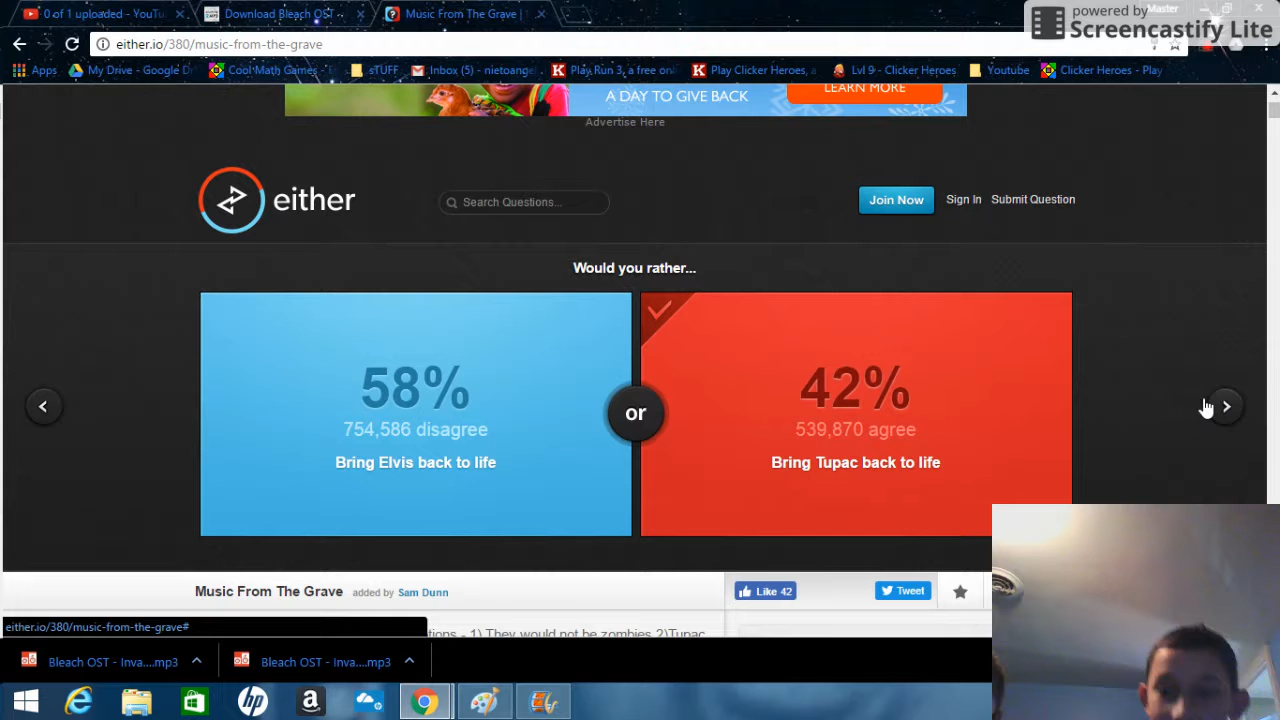 0 of 1 uploaded - YouTu
Download Bleach OST -
Music From The Grave |
Master
powered by
Screencastify Lite
either.io/380/music-from-the-grave
Apps
My Drive - Google Dr
Cool Math Games -
sTUFF
Inbox (5) - nietoange
Play Run 3, a free onli
Play Clicker Heroes, a
Lvl 9 - Clicker Heroes
Youtube
Clicker Heroes - Play
A DAY TO GIVE BACK
LEARN MORE
Advertise Here
either
Search Questions...
Join Now
Sign In
Submit Question
Would you rather...
58%
754,586 disagree
Bring Elvis back to life
or
42%
539,870 agree
Bring Tupac back to life
Music From The Grave added by Sam Dunn
Like 42
Tweet
either.io/380/music-from-the-grave#
tions - 1) They would not be zombies 2)Tupac
Bleach OST - Inva....mp3
Bleach OST - Inva....mp3